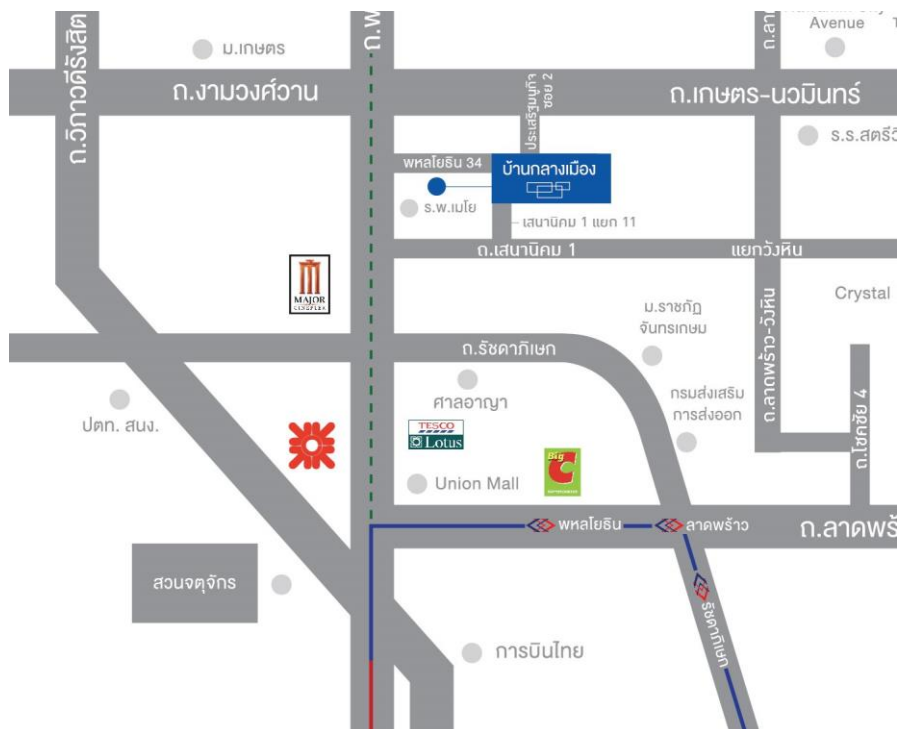 ถ.วิภาวดีรังสิต
ม.เกษตร
ถ.พ
ถ.ลา
Avenue
ถ.งามวงศ์วาน
ถ.เกษตร-นวมินทร์
ประเสริฐมนูกิจ
ซอย 2
ร.ร.สตรีวิ
พหลโยธิน 34
บ้านกลางเมือง
ร.พ.เมโย
เสนานิคม 1 แยก 11
ถ.เสนานิคม 1
แยกวังหิน
MAJOR
CINEPLEX
Crystal
ม.ราชภัฏ
จันทรเกษม
ถ.รัชดาภิเษก
ถ.ลาดพร้าว-วังหิน
ศาลอาญา
กรมส่งเสริม
การส่งออก
ปตท. สนง.
TESCO
Lotus
ถ.โชคชัย 4
Union Mall
Big
C
พหลโยธิน
ลาดพร้าว
ถ.ลาดพร้
สวนจตุจักร
รัชดาภิเษก
การบินไทย